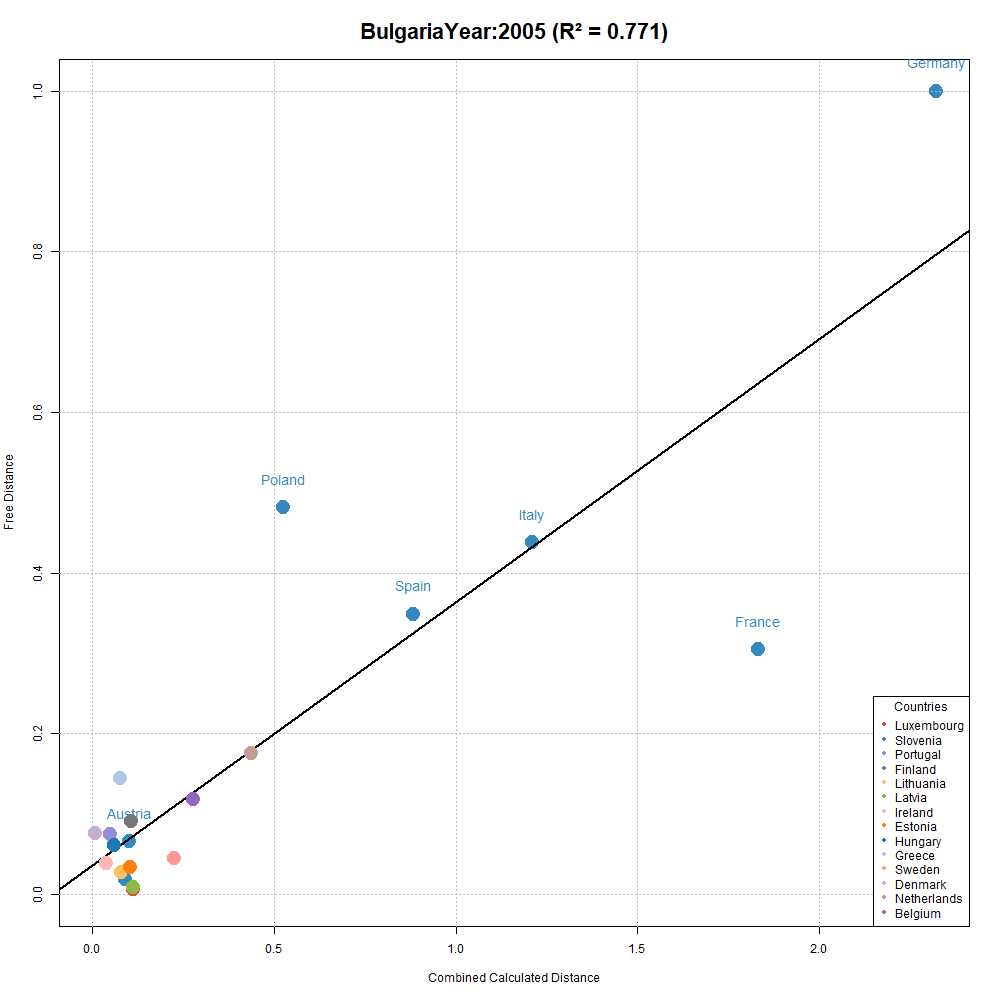 BulgariaYear:2005 (R² = 0.771)
Germany
Poland
Italy
Spain
France
Austria
1.0
0.8
0.6
0.4
0.2
0.0
Free Distance
0.0
0.5
1.0
1.5
2.0
Combined Calculated Distance
Countries
Luxembourg
Slovenia
Portugal
Finland
Lithuania
Latvia
Ireland
Estonia
Hungary
Greece
Sweden
Denmark
Netherlands
Belgium